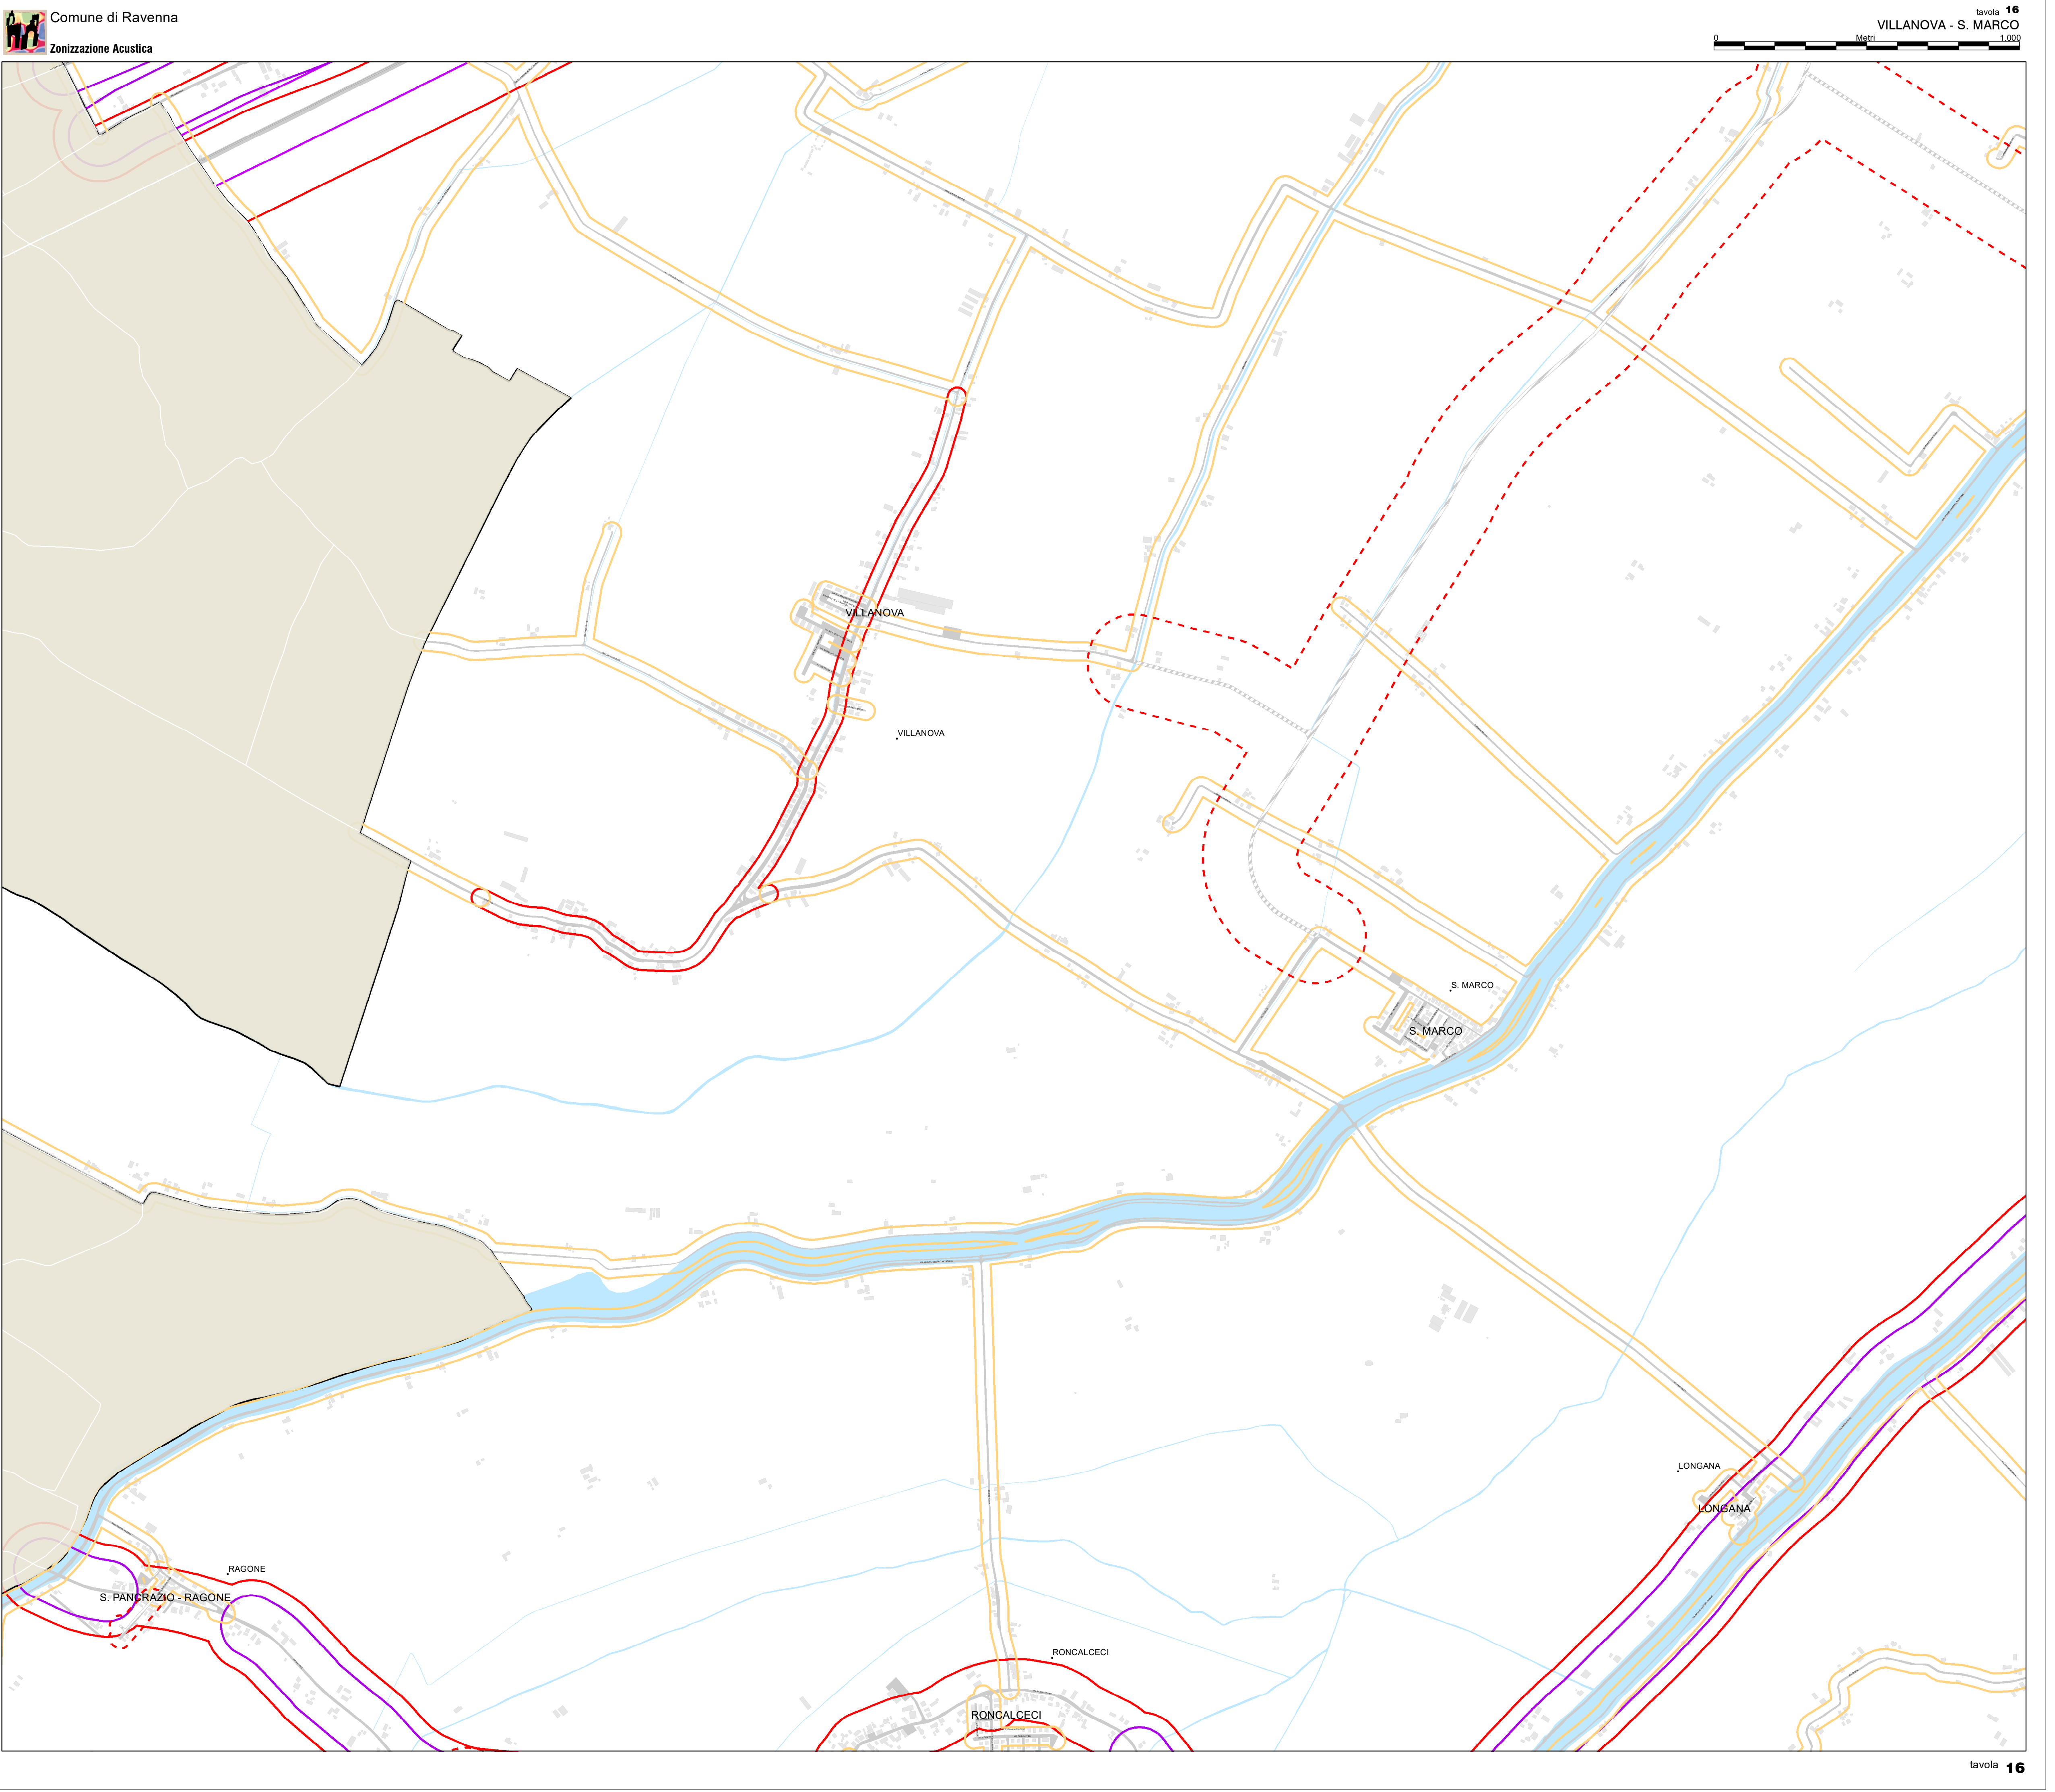 Comune di Ravenna
Zonizzazione Acustica
tavola 16
VILLANOVA - S. MARCO
0 Metri 1.000
VILLANOVA
VILLANOVA
S. MARCO
S. MARCO
LONGANA
LONGANA
RAGONE
S. PANCRAZIO - RAGONE
RONCALCECI
RONCALCECI
tavola 16